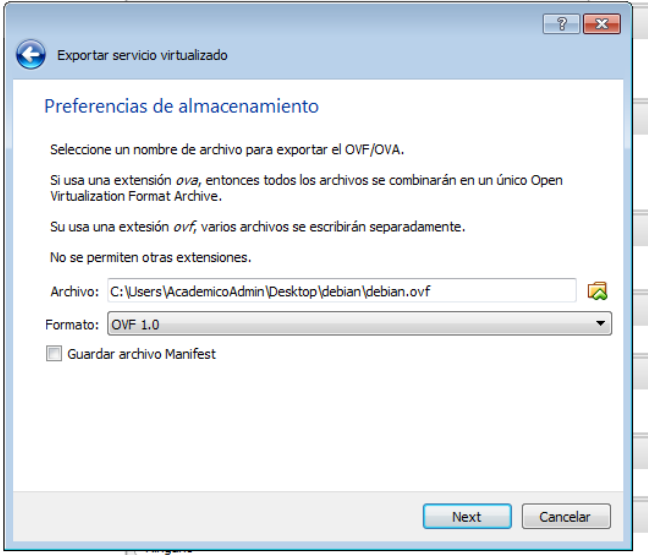 ?
Exportar servicio virtualizado
Preferencias de almacenamiento
Seleccione un nombre de archivo para exportar el OVF/OVA.
Si usa una extensión ova, entonces todos los archivos se combinarán en un único Open
Virtualization Format Archive.
Su usa una extesión ovf, varios archivos se escribirán separadamente.
No se permiten otras extensiones.
Archivo: C:\Users\AcademicoAdmin\Desktop\debian\debian.ovf
Formato: OVF 1.0
Guardar archivo Manifest
Next Cancelar